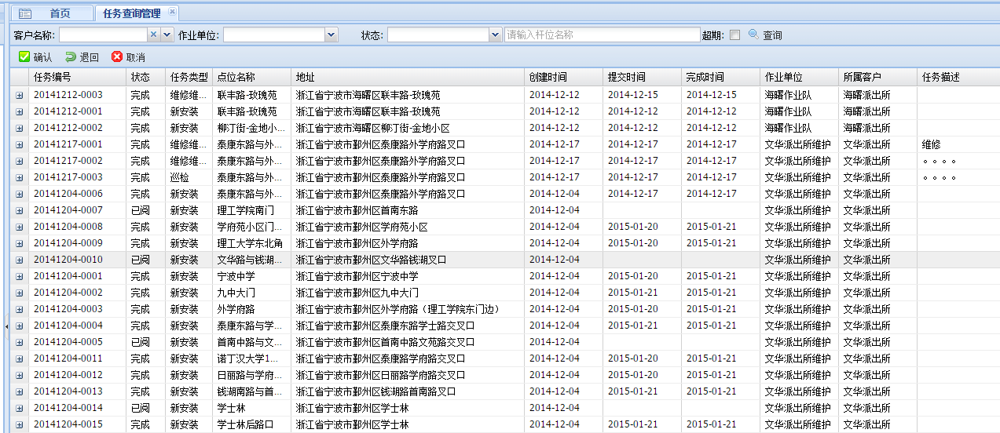 首页 任务查询管理
客户名称: 作业单位: 状态: 请输入杆位名称 超期: 查询
确认 退回 取消
任务编号 状态 任务类型 点位名称 地址 创建时间 提交时间 完成时间 作业单位 所属客户 任务描述
20141212-0003 完成 维修维... 联丰路-玫瑰苑 浙江省宁波市海曙区联丰路-玫瑰苑 2014-12-12 2014-12-15 2014-12-15 海曙作业队 海曙派出所
20141212-0001 完成 新安装 联丰路-玫瑰苑 浙江省宁波市海曙区联丰路-玫瑰苑 2014-12-12 2014-12-12 2014-12-12 海曙作业队 海曙派出所
20141212-0002 完成 新安装 柳汀街-金地小... 浙江省宁波市海曙区柳汀街-金地小区 2014-12-12 2014-12-12 2014-12-12 海曙作业队 海曙派出所
20141217-0001 完成 维修维... 泰康东路与外... 浙江省宁波市鄞州区泰康路外学府路叉口 2014-12-17 2014-12-17 2014-12-17 文华派出所维护 文华派出所 维修
20141217-0002 完成 维修维... 泰康东路与外... 浙江省宁波市鄞州区泰康路外学府路叉口 2014-12-17 2014-12-17 2014-12-17 文华派出所维护 文华派出所 。。。。
20141217-0003 完成 巡检 泰康东路与外... 浙江省宁波市鄞州区泰康路外学府路叉口 2014-12-17 2014-12-17 2014-12-17 文华派出所维护 文华派出所 。。。。
20141204-0006 完成 新安装 泰康东路与外... 浙江省宁波市鄞州区泰康路外学府路叉口 2014-12-04 2014-12-17 2014-12-17 文华派出所维护 文华派出所
20141204-0007 已阅 新安装 理工学院南门 浙江省宁波市鄞州区首南东路 2014-12-04 文华派出所维护 文华派出所
20141204-0008 完成 新安装 学府苑小区门... 浙江省宁波市鄞州区学府苑小区 2014-12-04 2015-01-20 2015-01-21 文华派出所维护 文华派出所
20141204-0009 完成 新安装 理工大学东北角 浙江省宁波市鄞州区外学府路 2014-12-04 2015-01-20 2015-01-21 文华派出所维护 文华派出所
20141204-0010 已阅 新安装 文华路与钱湖... 浙江省宁波市鄞州区文华路钱湖叉口 2014-12-04 文华派出所维护 文华派出所
20141204-0001 完成 新安装 宁波中学 浙江省宁波市鄞州区宁波中学 2014-12-04 2015-01-20 2015-01-21 文华派出所维护 文华派出所
20141204-0002 完成 新安装 九中大门 浙江省宁波市鄞州区九中大门 2014-12-04 2015-01-21 2015-01-21 文华派出所维护 文华派出所
20141204-0003 完成 新安装 外学府路 浙江省宁波市鄞州区外学府路（理工学院东门边） 2014-12-04 2015-01-20 2015-01-21 文华派出所维护 文华派出所
20141204-0004 完成 新安装 泰康东路与学... 浙江省宁波市鄞州区泰康东路学士路交叉口 2014-12-04 2015-01-21 2015-01-21 文华派出所维护 文华派出所
20141204-0005 已阅 新安装 首南中路与文... 浙江省宁波市鄞州区首南中路文苑路交叉口 2014-12-04 文华派出所维护 文华派出所
20141204-0011 完成 新安装 诺丁汉大学1... 浙江省宁波市鄞州区泰康路学府路交叉口 2014-12-04 2015-01-20 2015-01-21 文华派出所维护 文华派出所
20141204-0012 完成 新安装 日丽路与学府... 浙江省宁波市鄞州区日丽路学府路交叉口 2014-12-04 2015-01-20 2015-01-21 文华派出所维护 文华派出所
20141204-0013 完成 新安装 钱湖南路与首... 浙江省宁波市鄞州区钱湖路首南路叉口 2014-12-04 2015-01-21 2015-01-21 文华派出所维护 文华派出所
20141204-0014 已阅 新安装 学士林 浙江省宁波市鄞州区学士林 2014-12-04 文华派出所维护 文华派出所
20141204-0015 完成 新安装 学士林后路口 浙江省宁波市鄞州区学士林 2014-12-04 2015-01-21 2015-01-21 文华派出所维护 文华派出所